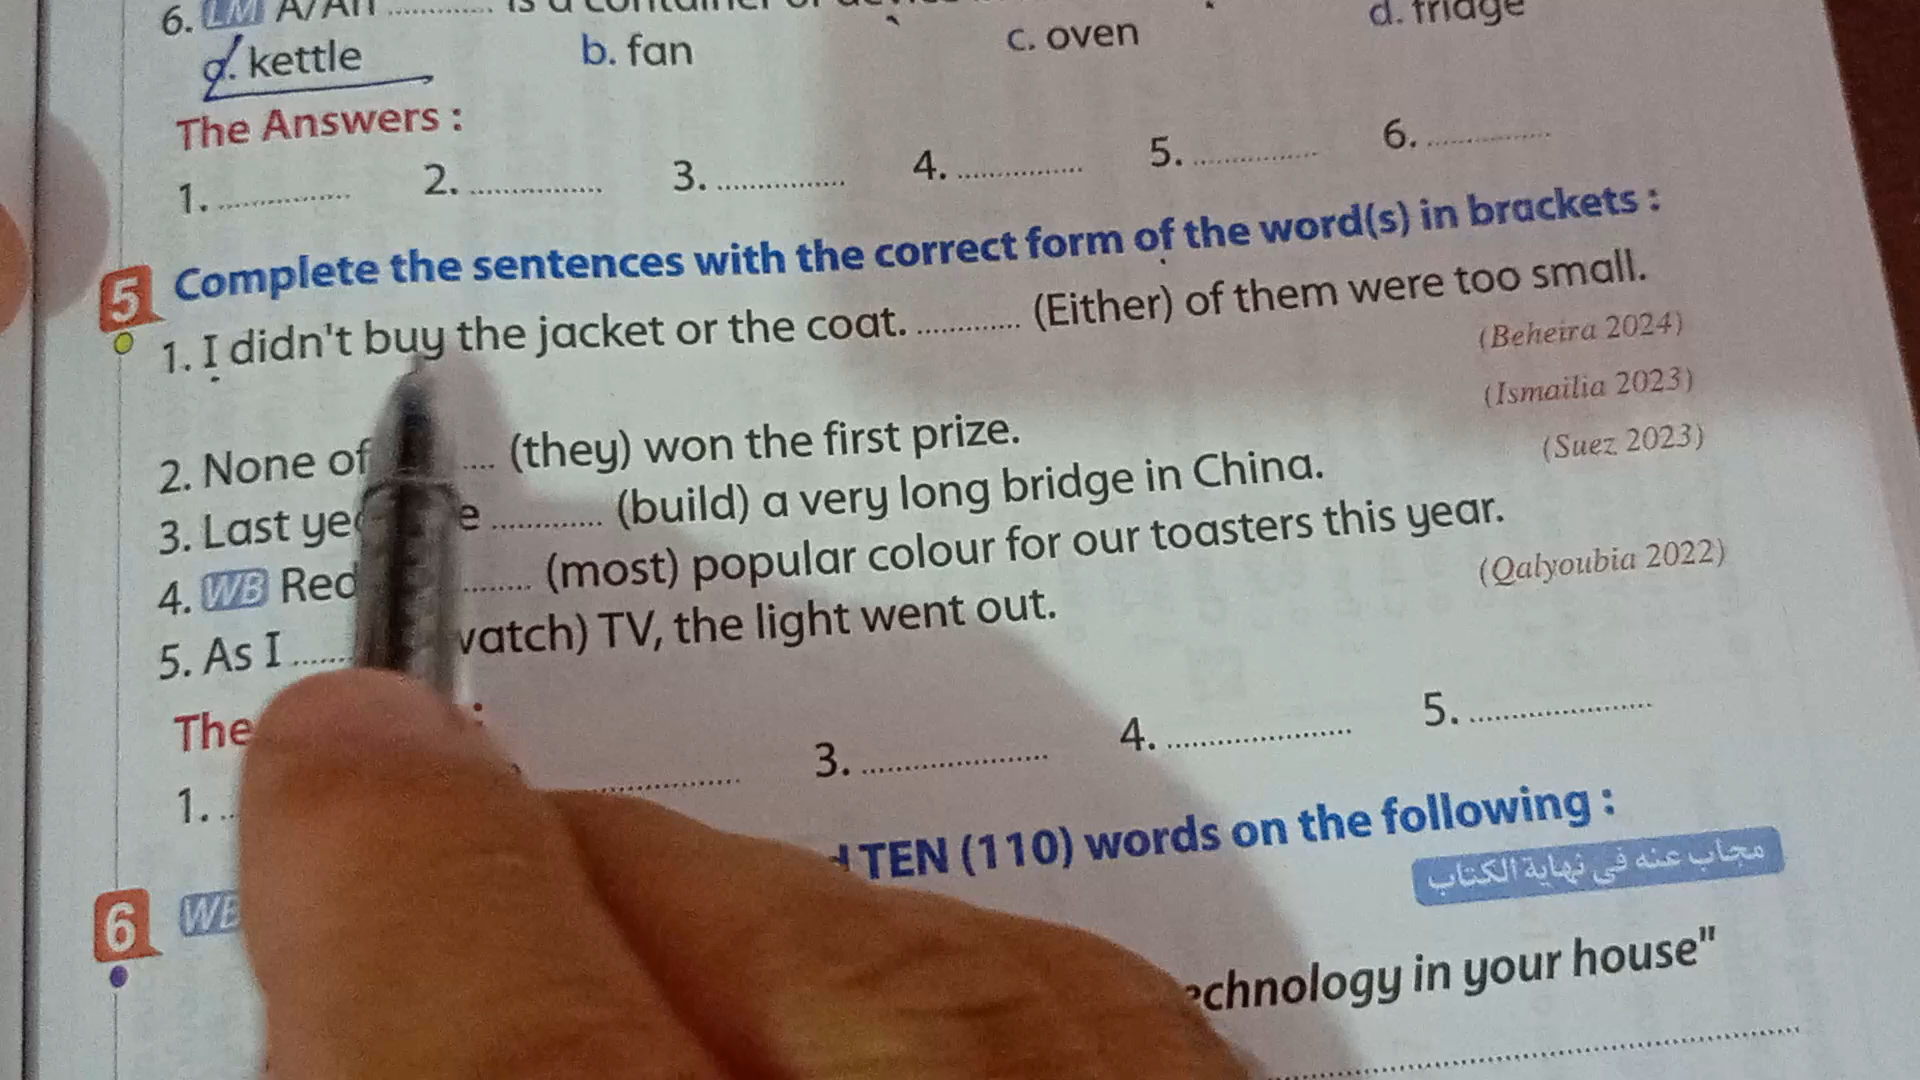 6. LM A/An ............ is a container or
d. fridge
a. kettle b. fan c. oven
The Answers :
1. ............ 2. ............ 3. ............ 4. ............ 5. ............ 6. ............
5 Complete the sentences with the correct form of the word(s) in brackets :
1. I didn't buy the jacket or the coat. ............ (Either) of them were too small.
(Beheira 2024)
(Ismailia 2023)
2. None of .... (they) won the first prize.
(Suez 2023)
3. Last ............ (build) a very long bridge in China.
4. WB Red ........ (most) popular colour for our toasters this year.
(Qalyoubia 2022)
5. As I ....... TV, the light went out.
The :
1. .. ............ 3. ............ 4. ............ 5. ............
TEN (110) words on the following :
مجاب عنه فى نهاية الكتاب
6 WB
in your house"